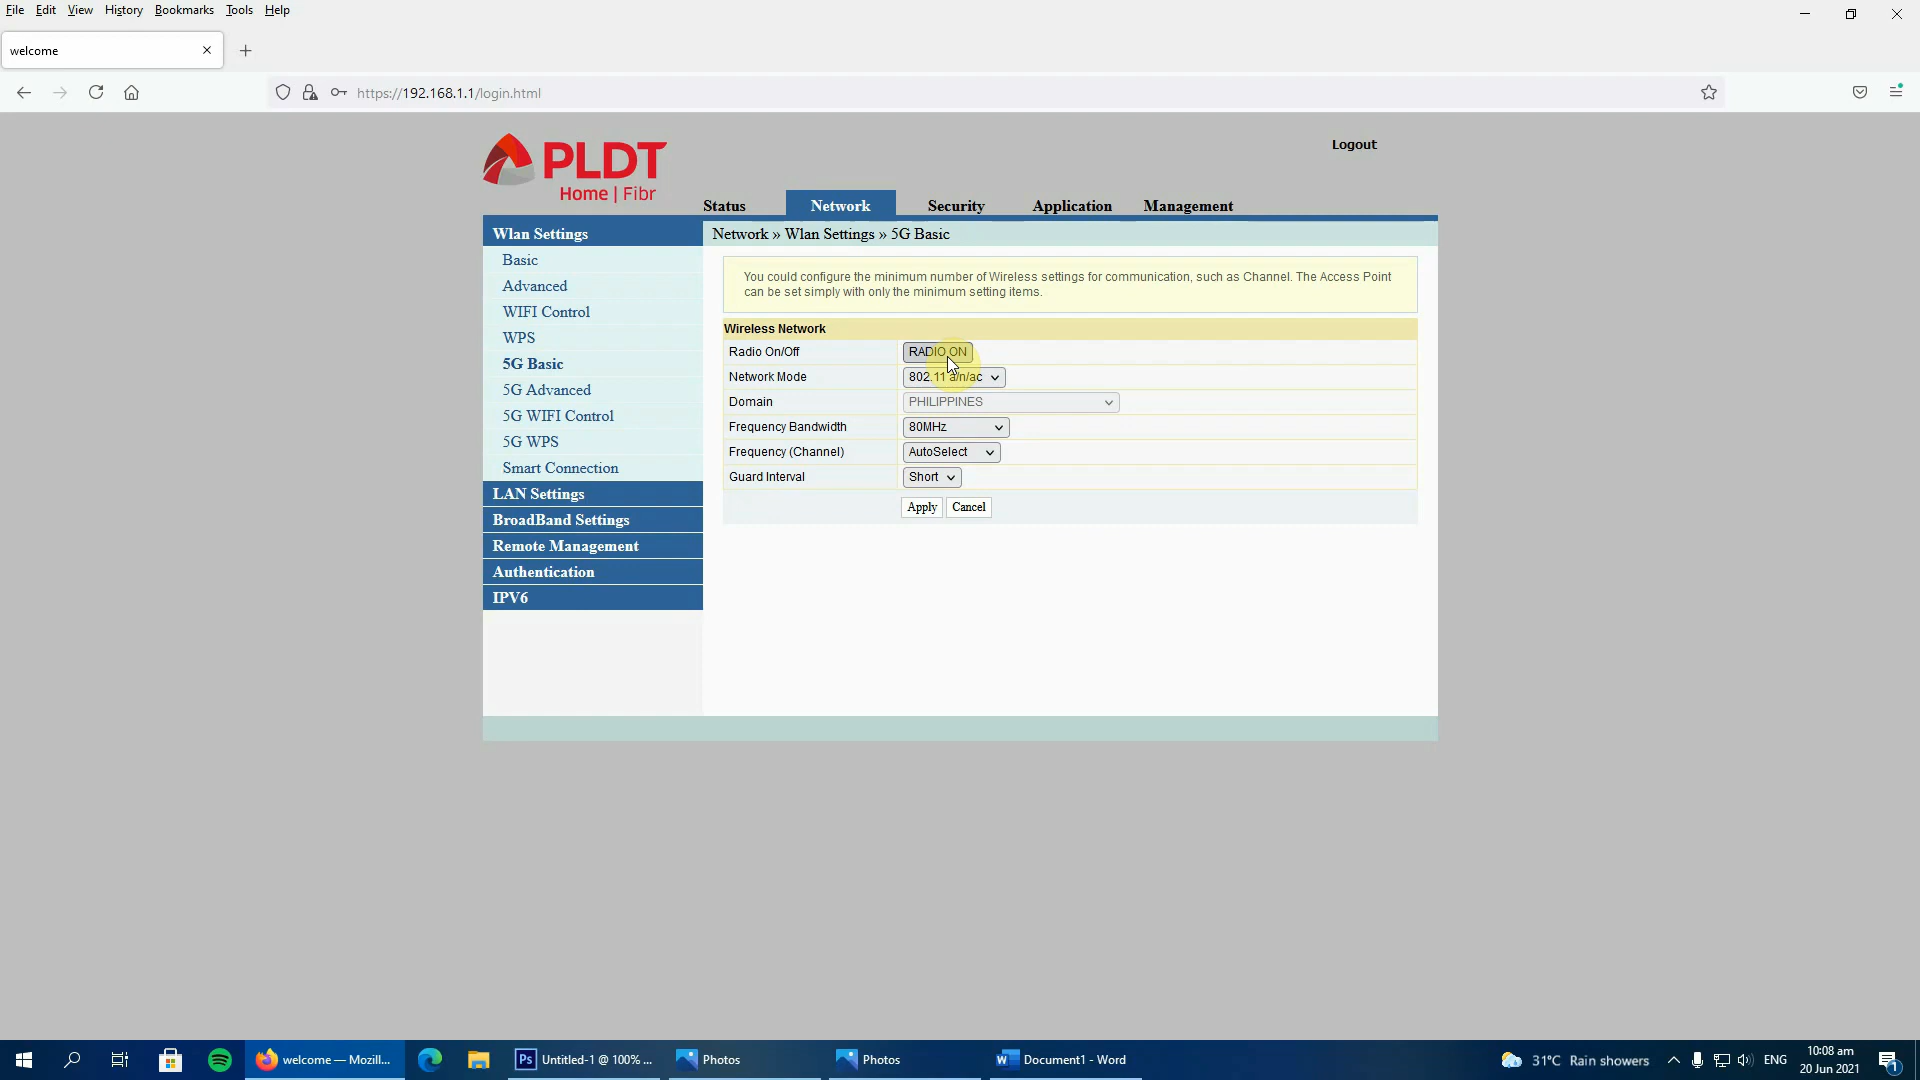 File Edit View History Bookmarks Tools Help
welcome
https://192.168.1.1/login.html
PLDT
Home | Fibr
Logout
Status Network Security Application Management
Wlan Settings
Basic
Advanced
WIFI Control
WPS
5G Basic
5G Advanced
5G WIFI Control
5G WPS
Smart Connection
LAN Settings
BroadBand Settings
Remote Management
Authentication
IPV6
Network » Wlan Settings » 5G Basic
You could configure the minimum number of Wireless settings for communication, such as Channel. The Access Point
can be set simply with only the minimum setting items.
Wireless Network
Radio On/Off RADIO ON
Network Mode 802.11 a/n/ac
Domain PHILIPPINES
Frequency Bandwidth 80MHz
Frequency (Channel) AutoSelect
Guard Interval Short
Apply Cancel
welcome — Mozill...
Ps Untitled-1 @ 100% ...
Photos
Photos
W Document1 - Word
31°C Rain showers
ENG
10:08 am
20 Jun 2021
1